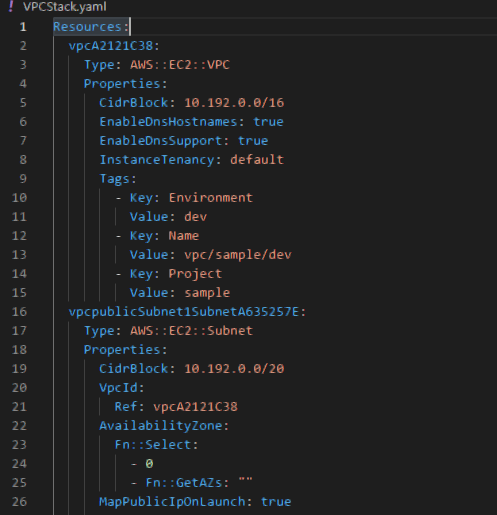 ! VPCStack.yaml
1 Resources:
2 vpcA2121C38:
3 Type: AWS::EC2::VPC
4 Properties:
5 CidrBlock: 10.192.0.0/16
6 EnableDnsHostnames: true
7 EnableDnsSupport: true
8 InstanceTenancy: default
9 Tags:
10 - Key: Environment
11 Value: dev
12 - Key: Name
13 Value: vpc/sample/dev
14 - Key: Project
15 Value: sample
16 vpcpublicSubnet1SubnetA635257E:
17 Type: AWS::EC2::Subnet
18 Properties:
19 CidrBlock: 10.192.0.0/20
20 VpcId:
21 Ref: vpcA2121C38
22 AvailabilityZone:
23 Fn::Select:
24 - 0
25 - Fn::GetAZs: ""
26 MapPublicIpOnLaunch: true